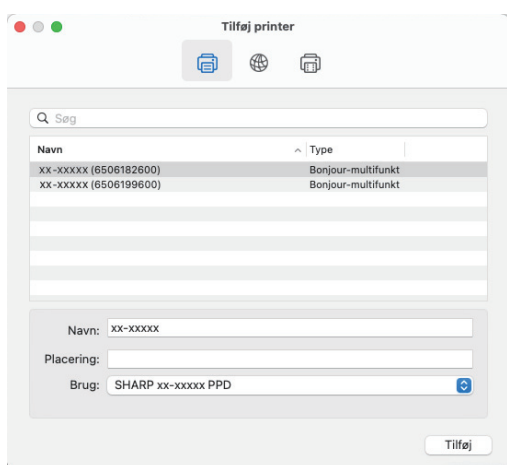 Tilføj printer
Søg
Navn Type
xx-xxxxx (6506182600) Bonjour-multifunkt
xx-xxxxx (6506199600) Bonjour-multifunkt
Navn: xx-xxxxx
Placering:
Brug: SHARP xx-xxxxx PPD
Tilføj